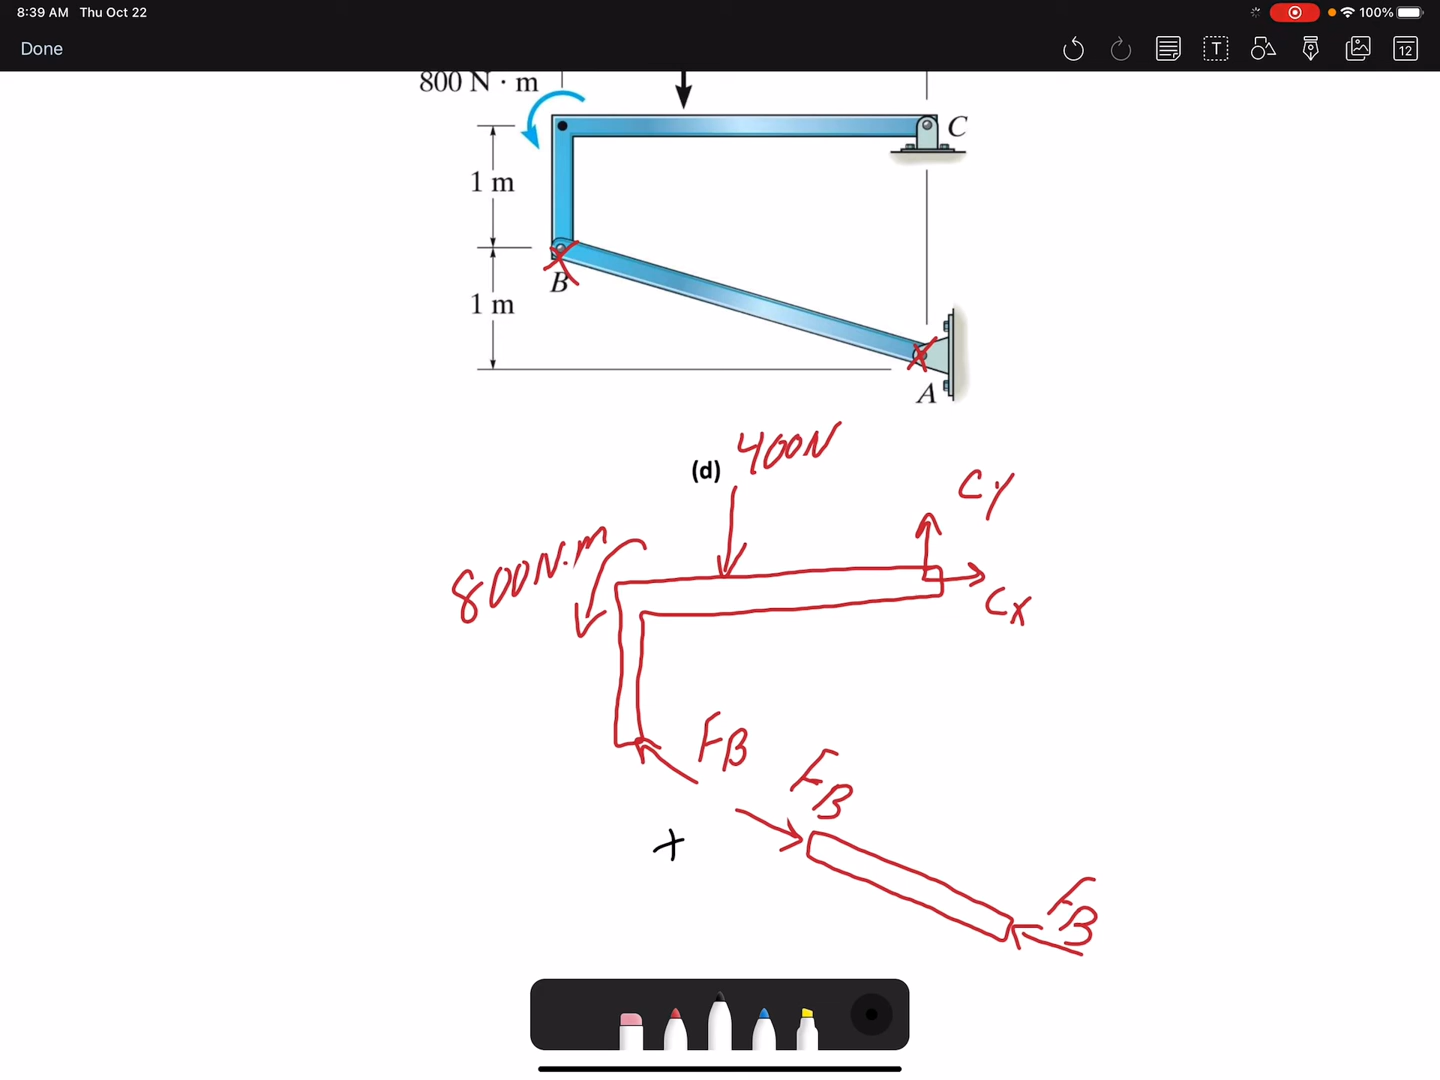 8:39 AM Thu Oct 22
100%
Done
T
12
800 N · m
C
1 m
B
1 m
A
(d)
400N
Cy
800N.m
Cx
FB
FB
+
FB